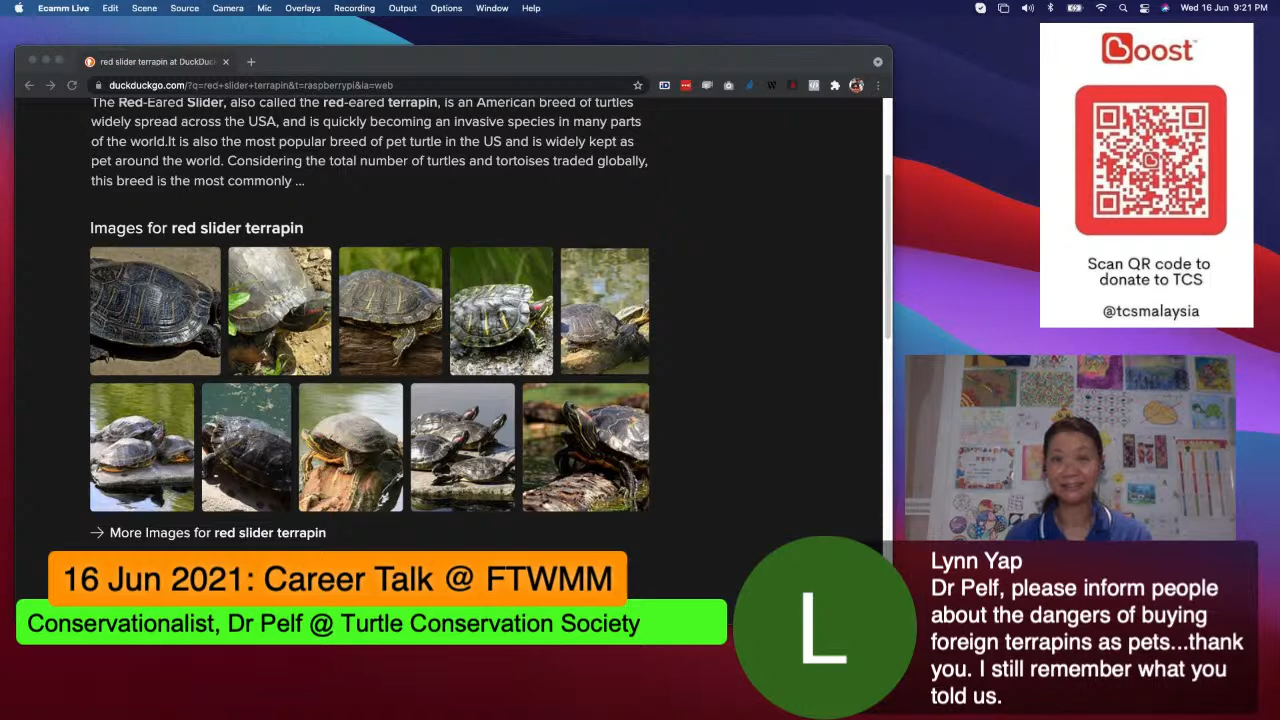 Ecamm Live Edit Scene Source Camera Mic Overlays Recording Output Options Window Help
Wed 16 Jun 9:21 PM
red slider terrapin at DuckDuck
duckduckgo.com/?q=red+slider+terrapin&t=raspberrypi&ia=web
The Red-Eared Slider, also called the red-eared terrapin, is an American breed of turtles
widely spread across the USA, and is quickly becoming an invasive species in many parts
of the world.It is also the most popular breed of pet turtle in the US and is widely kept as
pet around the world. Considering the total number of turtles and tortoises traded globally,
this breed is the most commonly ...
Images for red slider terrapin
More Images for red slider terrapin
Boost™
Scan QR code to
donate to TCS
@tcsmalaysia
16 Jun 2021: Career Talk @ FTWMM
Conservationalist, Dr Pelf @ Turtle Conservation Society
L
Lynn Yap
Dr Pelf, please inform people
about the dangers of buying
foreign terrapins as pets...thank
you. I still remember what you
told us.